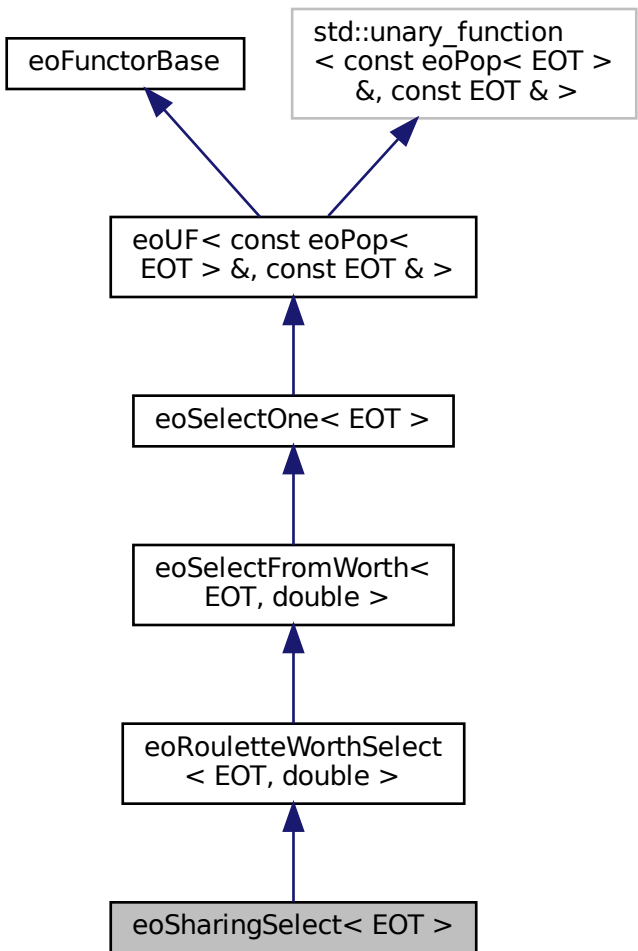 eoFunctorBase
std::unary_function
< const eoPop< EOT >
&, const EOT & >
eoUF< const eoPop<
EOT > &, const EOT & >
eoSelectOne< EOT >
eoSelectFromWorth<
EOT, double >
eoRouletteWorthSelect
< EOT, double >
eoSharingSelect< EOT >